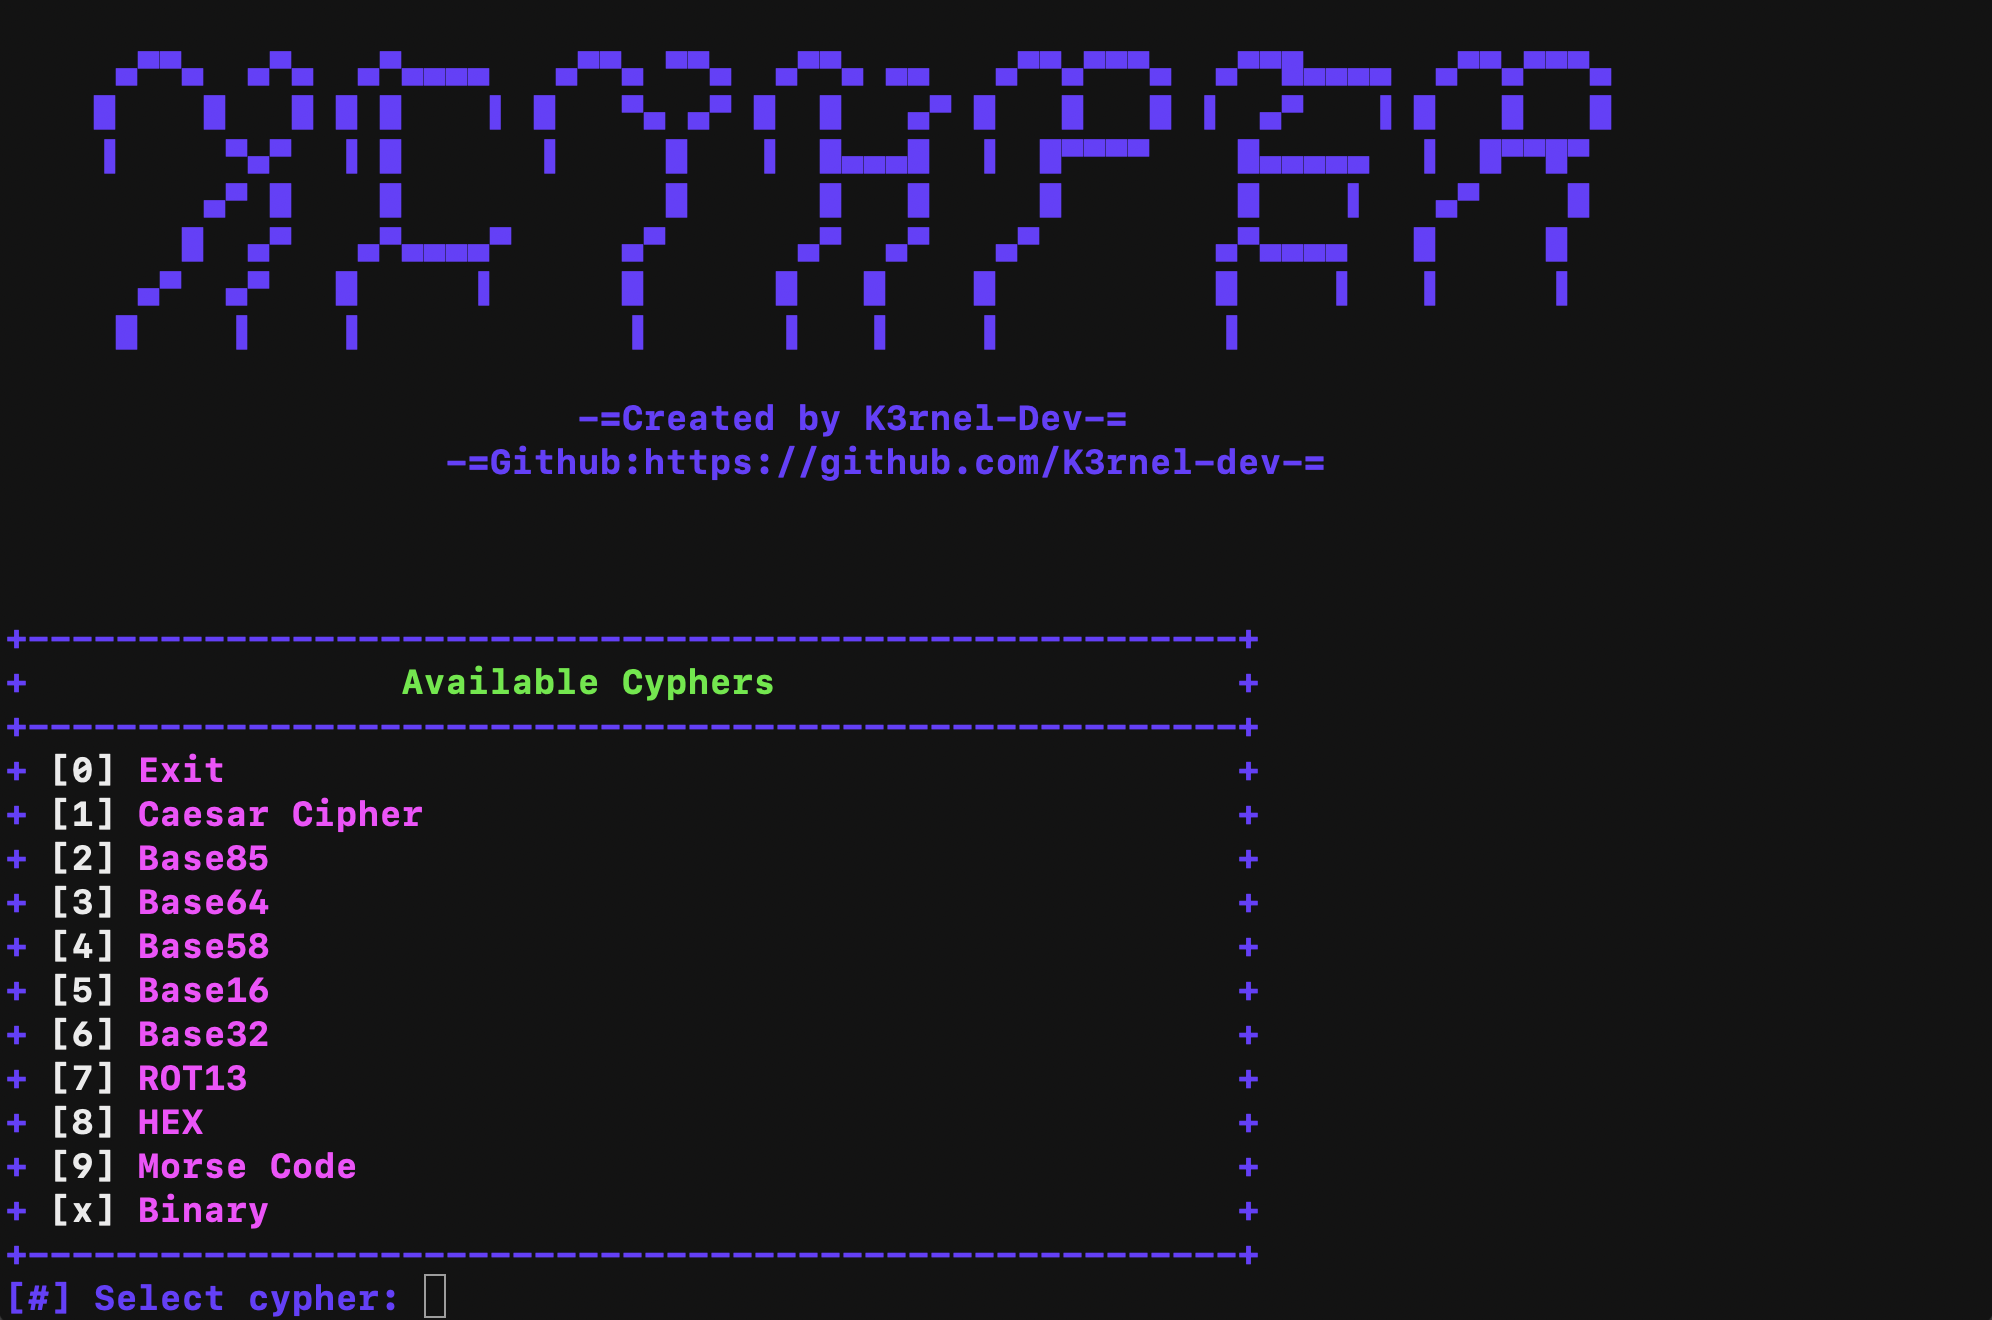 XCYHPER
-=Created by K3rnel-Dev-=
-=Github:https://github.com/K3rnel-dev-=
+-------------------------------------------------------+
+ Available Cyphers +
+-------------------------------------------------------+
+ [0] Exit +
+ [1] Caesar Cipher +
+ [2] Base85 +
+ [3] Base64 +
+ [4] Base58 +
+ [5] Base16 +
+ [6] Base32 +
+ [7] ROT13 +
+ [8] HEX +
+ [9] Morse Code +
+ [x] Binary +
+-------------------------------------------------------+
[#] Select cypher: